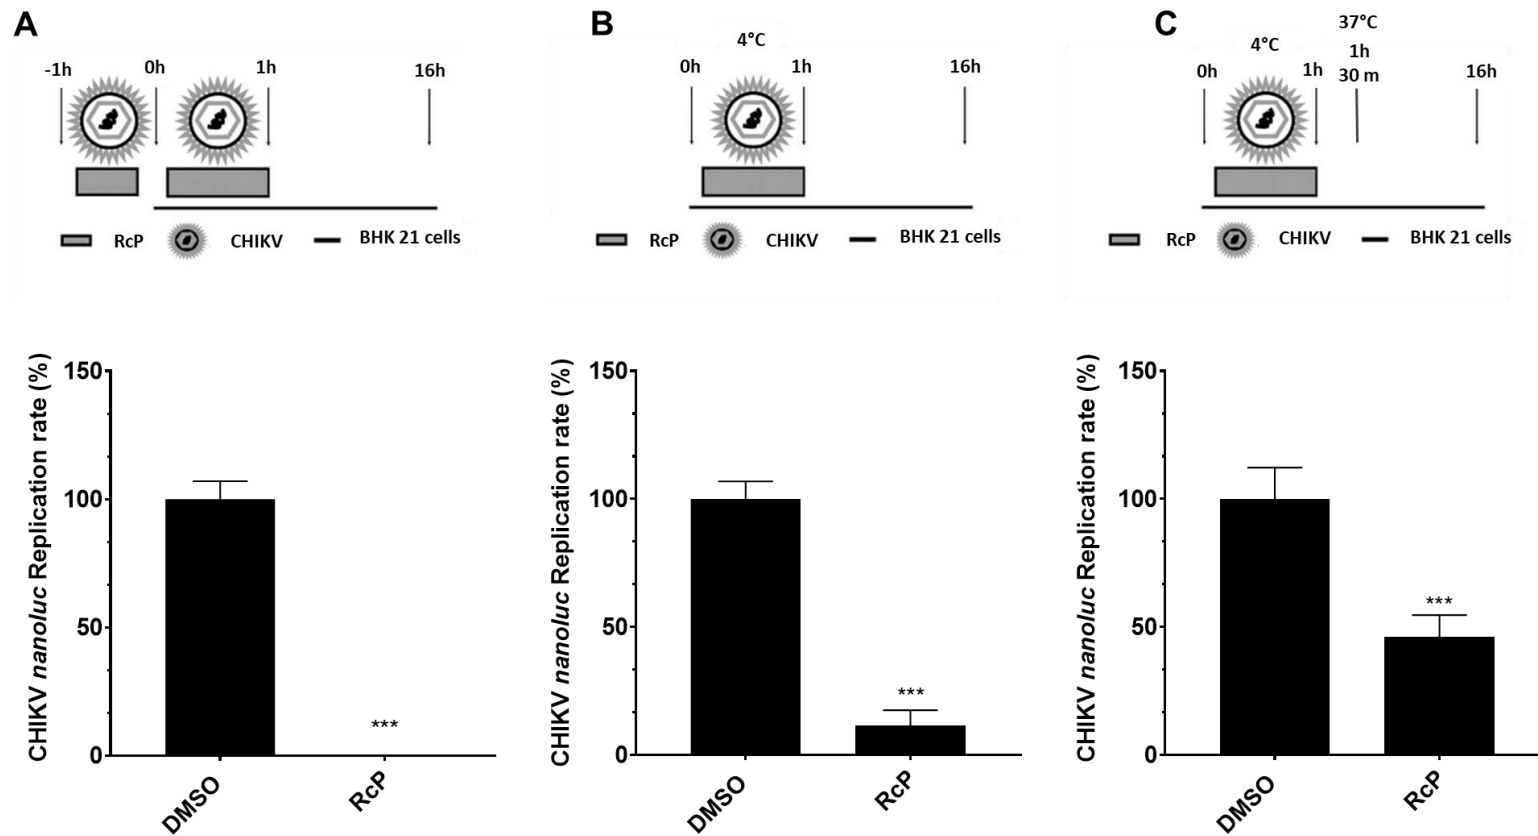 A
-1h
0h
1h
16h
RcP
CHIKV
BHK 21 cells
CHIKV nanoluc Replication rate (%)
150
100
50
0
***
DMSO
RcP
B
4°C
0h
1h
16h
RcP
CHIKV
BHK 21 cells
CHIKV nanoluc Replication rate (%)
150
100
50
0
***
DMSO
RcP
C
37°C
4°C
1h
30 m
0h
1h
16h
RcP
CHIKV
BHK 21 cells
CHIKV nanoluc Replication rate (%)
150
100
50
0
***
DMSO
RcP